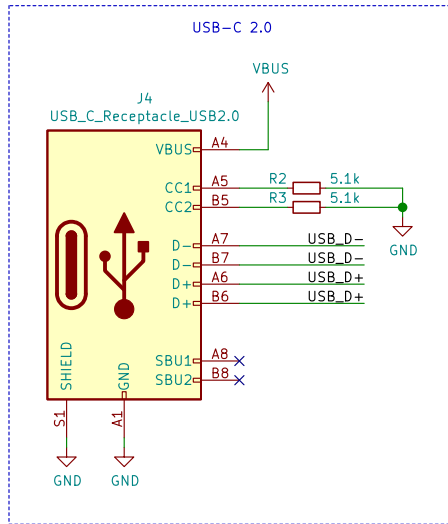 USB-C 2.0
VBUS
J4
USB_C_Receptacle_USB2.0
VBUS A4
CC1 A5 R2 5.1k
CC2 B5 R3 5.1k
GND
D- A7 USB_D-
D- B7 USB_D-
D+ A6 USB_D+
D+ B6 USB_D+
SBU1 A8
SBU2 B8
SHIELD GND
S1 A1
GND GND